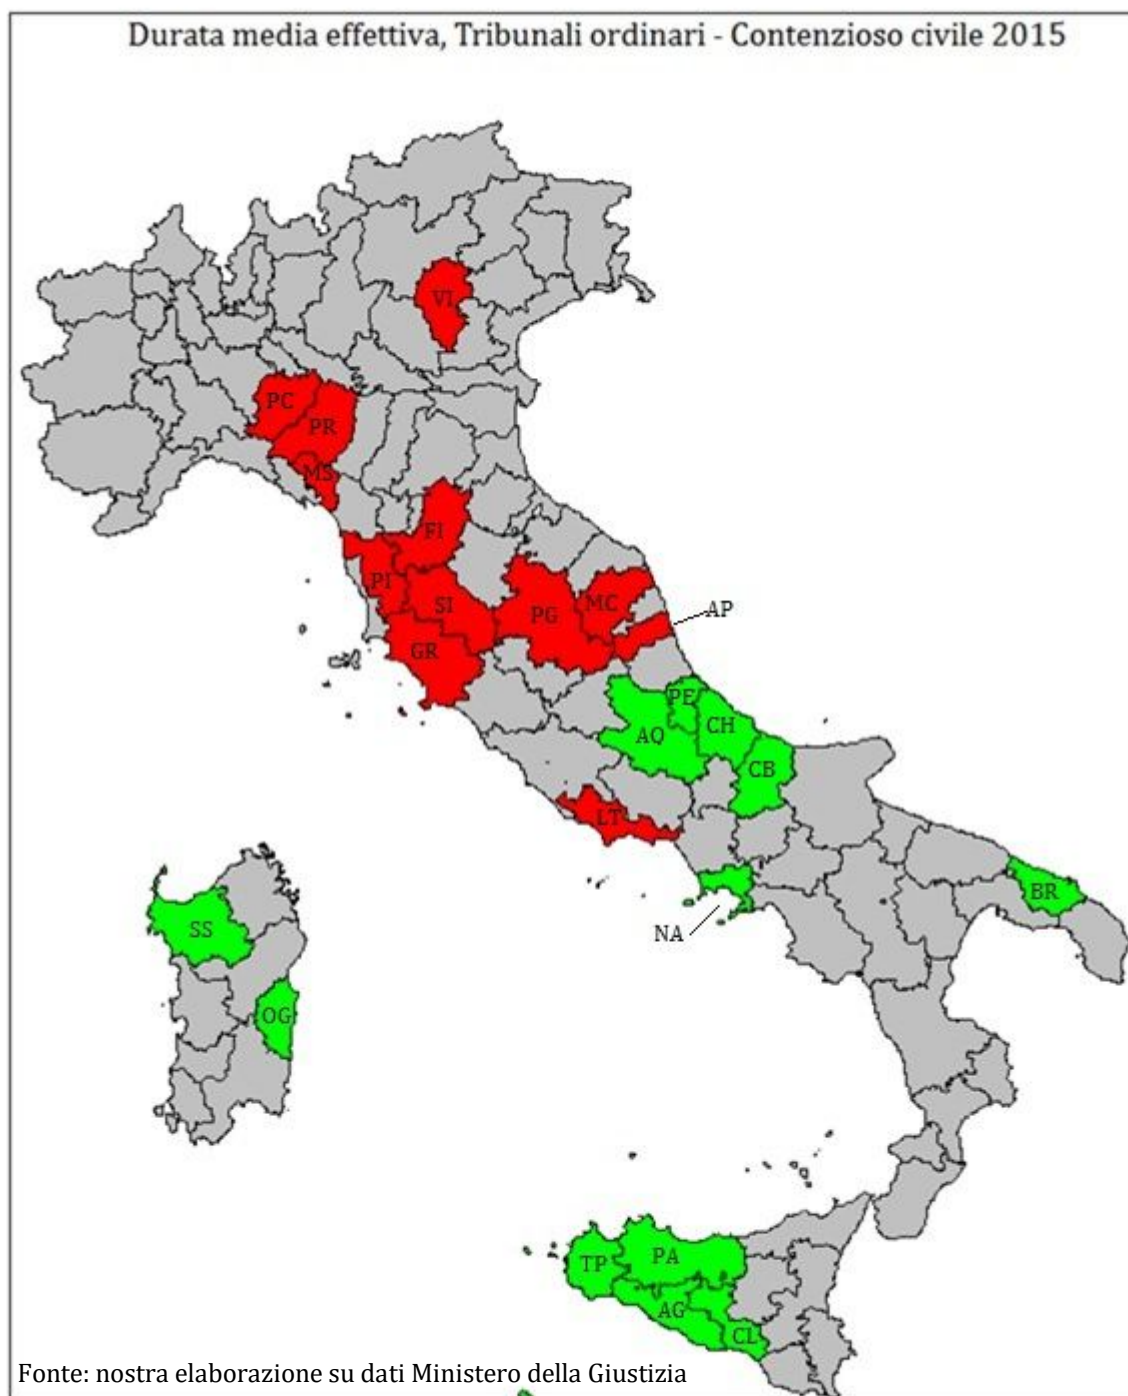 Durata media effettiva, Tribunali ordinari - Contenzioso civile 2015
VI
PC
PR
MS
FI
PI
SI
PG
MC
AP
GR
PE
AQ
CH
CB
LT
BR
NA
SS
OG
TP
PA
AG
CL
Fonte: nostra elaborazione su dati Ministero della Giustizia